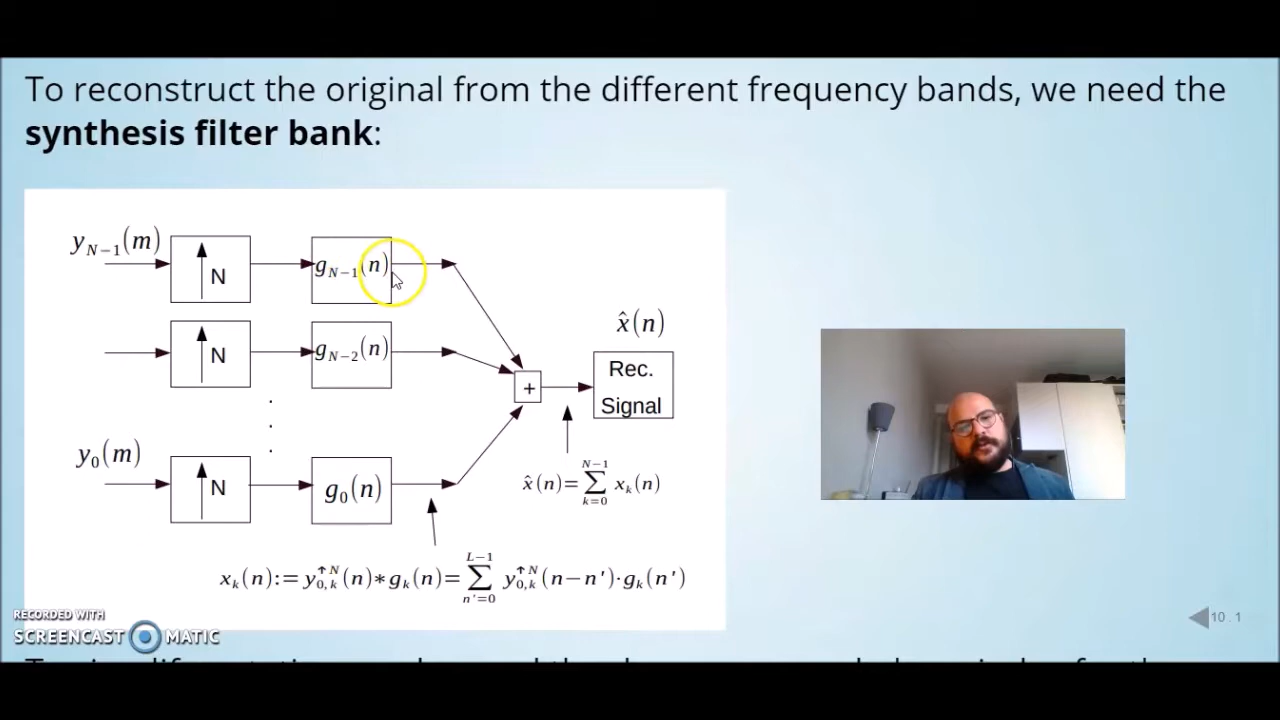 To reconstruct the original from the different frequency bands, we need the
synthesis filter bank:
y_{N−1}(m)
↑ N
g_{N−1}(n)
↑ N
g_{N−2}(n)
x̂(n)
Rec.
Signal
+
y_0(m)
↑ N
g_0(n)
x̂(n)=∑_{k=0}^{N−1} x_k(n)
x_k(n):=y_{0,k}^{↑N}(n)∗g_k(n)=∑_{n'=0}^{L−1} y_{0,k}^{↑N}(n−n')⋅g_k(n')
RECORDED WITH
SCREENCAST MATIC
10.1